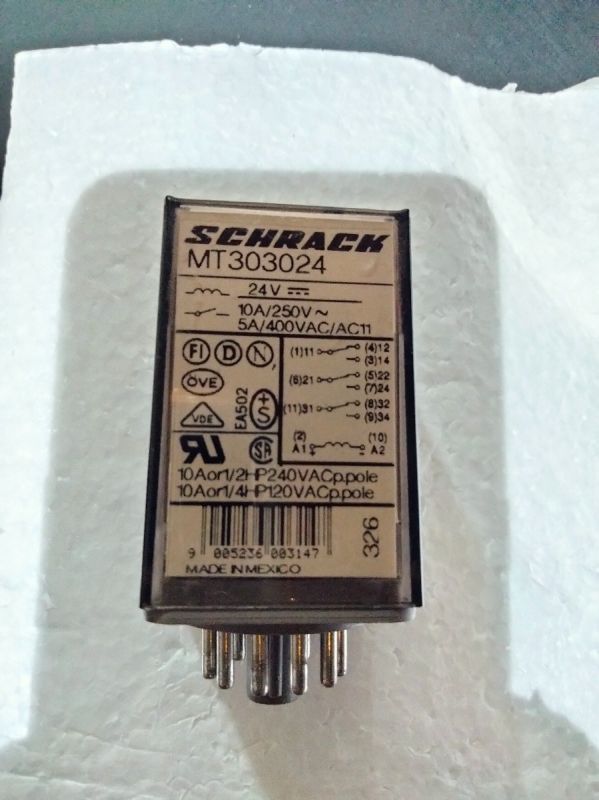 SCHRACK
MT303024
24V
10A/250V~
5A/400VAC/AC11
FI D N
ÖVE
VDE
EA502
+S
(1)11 (4)12
(3)14
(6)21 (5)22
(7)24
(11)31 (8)32
(9)34
(2) (10)
A1 + - A2
RU SA
10Aor1/2HP240VACp.pole
10Aor1/4HP120VACp.pole
326
9 005236 003147
MADE IN MEXICO